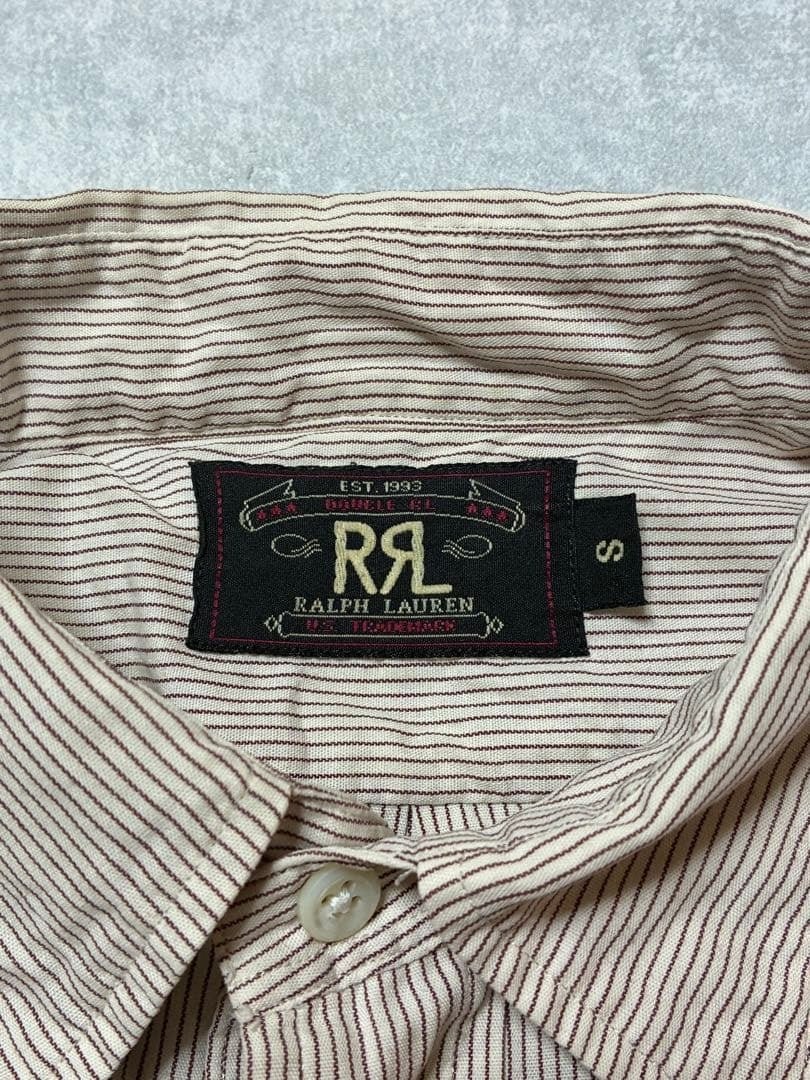 EST. 1993
DOUBLE RL
RRL
RALPH LAUREN
U.S. TRADEMARK
S